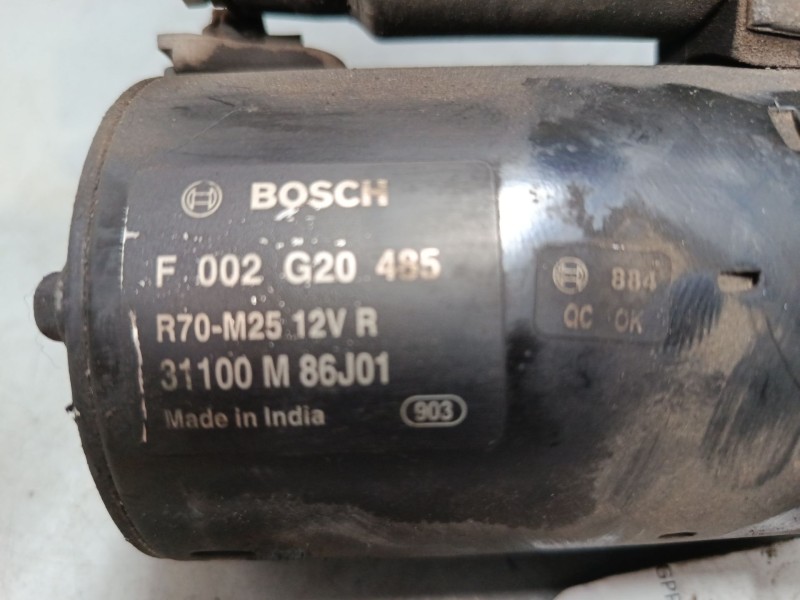 BOSCH
F 002 G20 485
R70-M25 12V R
31100 M 86J01
Made in India 903
884
QC OK